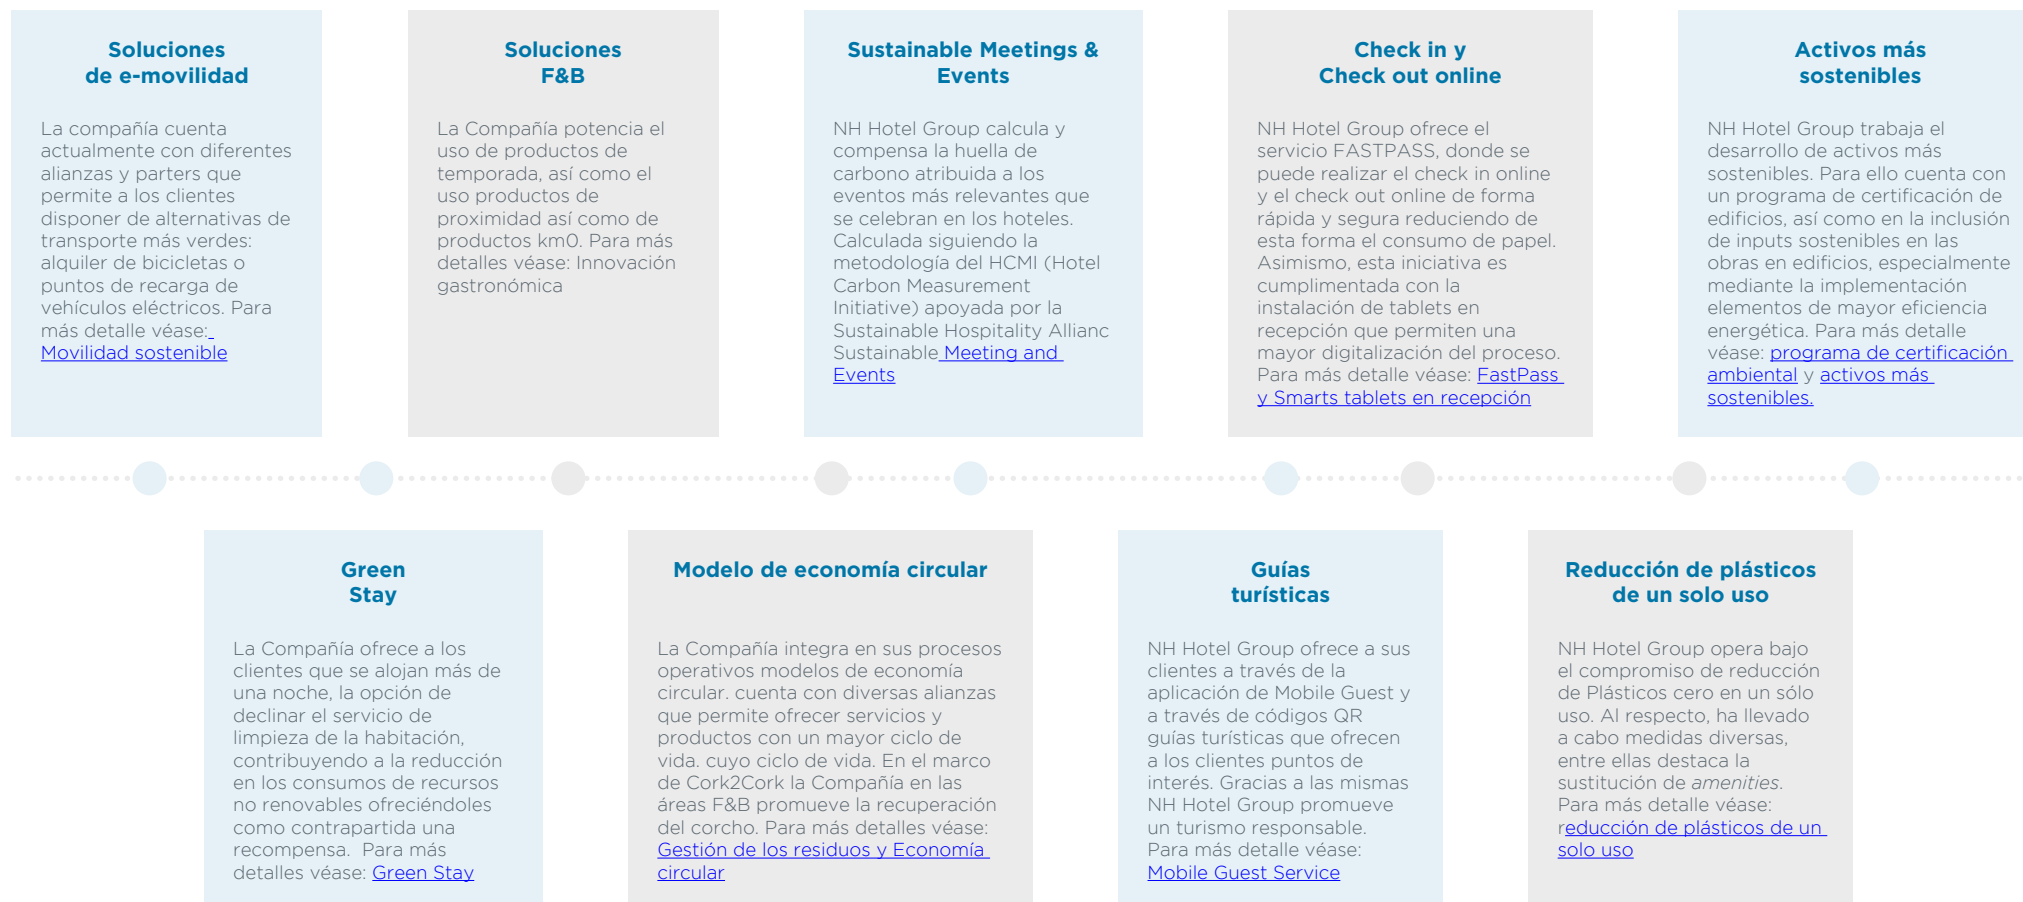 Soluciones
de e-movilidad
La compañía cuenta
actualmente con diferentes
alianzas y parters que
permite a los clientes
disponer de alternativas de
transporte más verdes:
alquiler de bicicletas o
puntos de recarga de
vehículos eléctricos. Para
más detalle véase:
Movilidad sostenible
Soluciones
F&B
La Compañía potencia el
uso de productos de
temporada, así como el
uso productos de
proximidad así como de
productos km0. Para más
detalles véase: Innovación
gastronómica
Sustainable Meetings &
Events
NH Hotel Group calcula y
compensa la huella de
carbono atribuida a los
eventos más relevantes que
se celebran en los hoteles.
Calculada siguiendo la
metodología del HCMI (Hotel
Carbon Measurement
Initiative) apoyada por la
Sustainable Hospitality Allianc
Sustainable Meeting and
Events
Check in y
Check out online
NH Hotel Group ofrece el
servicio FASTPASS, donde se
puede realizar el check in online
y el check out online de forma
rápida y segura reduciendo de
esta forma el consumo de papel.
Asimismo, esta iniciativa es
cumplimentada con la
instalación de tablets en
recepción que permiten una
mayor digitalización del proceso.
Para más detalle véase: FastPass
y Smarts tablets en recepción
Activos más
sostenibles
NH Hotel Group trabaja el
desarrollo de activos más
sostenibles. Para ello cuenta con
un programa de certificación de
edificios, así como en la inclusión
de inputs sostenibles en las
obras en edificios, especialmente
mediante la implementación
elementos de mayor eficiencia
energética. Para más detalle
véase: programa de certificación
ambiental y activos más
sostenibles.
Green
Stay
La Compañía ofrece a los
clientes que se alojan más de
una noche, la opción de
declinar el servicio de
limpieza de la habitación,
contribuyendo a la reducción
en los consumos de recursos
no renovables ofreciéndoles
como contrapartida una
recompensa.  Para más
detalles véase: Green Stay
Modelo de economía circular
La Compañía integra en sus procesos
operativos modelos de economía
circular. cuenta con diversas alianzas
que permite ofrecer servicios y
productos con un mayor ciclo de
vida. cuyo ciclo de vida. En el marco
de Cork2Cork la Compañía en las
áreas F&B promueve la recuperación
del corcho. Para más detalles véase:
Gestión de los residuos y Economía
circular
Guías
turísticas
NH Hotel Group ofrece a sus
clientes a través de la
aplicación de Mobile Guest y
a través de códigos QR
guías turísticas que ofrecen
a los clientes puntos de
interés. Gracias a las mismas
NH Hotel Group promueve
un turismo responsable.
Para más detalle véase:
Mobile Guest Service
Reducción de plásticos
de un solo uso
NH Hotel Group opera bajo
el compromiso de reducción
de Plásticos cero en un sólo
uso. Al respecto, ha llevado
a cabo medidas diversas,
entre ellas destaca la
sustitución de amenities.
Para más detalle véase:
reducción de plásticos de un
solo uso